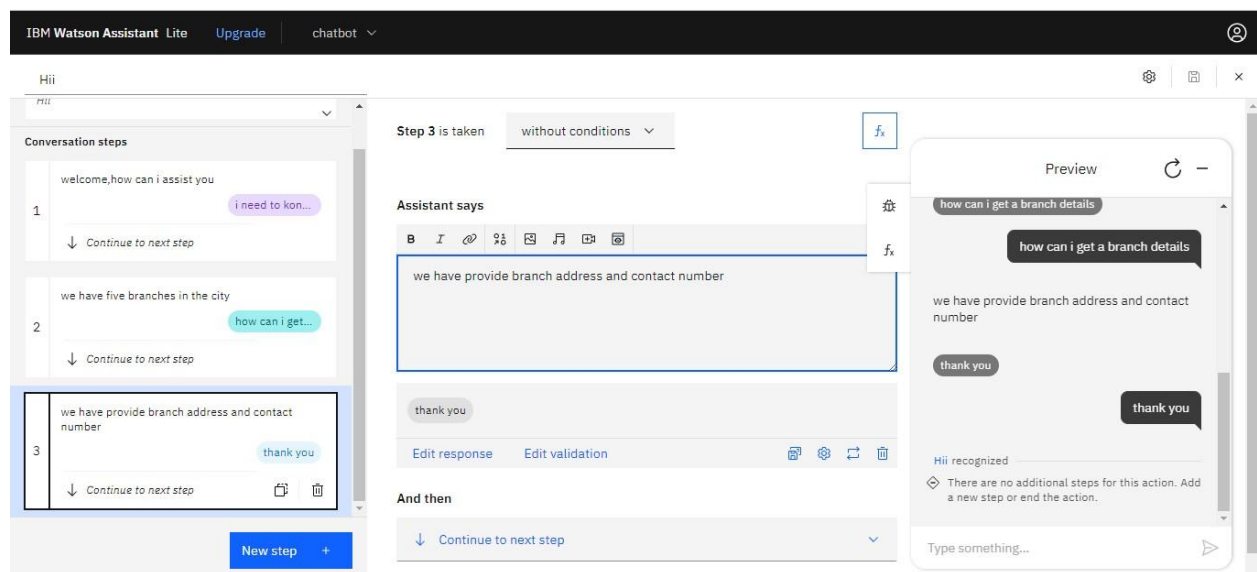 IBM Watson Assistant Lite Upgrade chatbot
Hii
Hii
Conversation steps
1
welcome,how can i assist you
i need to kon...
Continue to next step
2
we have five branches in the city
how can i get...
Continue to next step
3
we have provide branch address and contact
number
thank you
Continue to next step
New step +
Step 3 is taken without conditions
fx
Assistant says
B I
fx
we have provide branch address and contact number
thank you
Edit response Edit validation
And then
Continue to next step
Preview
how can i get a branch details
how can i get a branch details
we have provide branch address and contact
number
thank you
thank you
Hii recognized
There are no additional steps for this action. Add
a new step or end the action.
Type something...